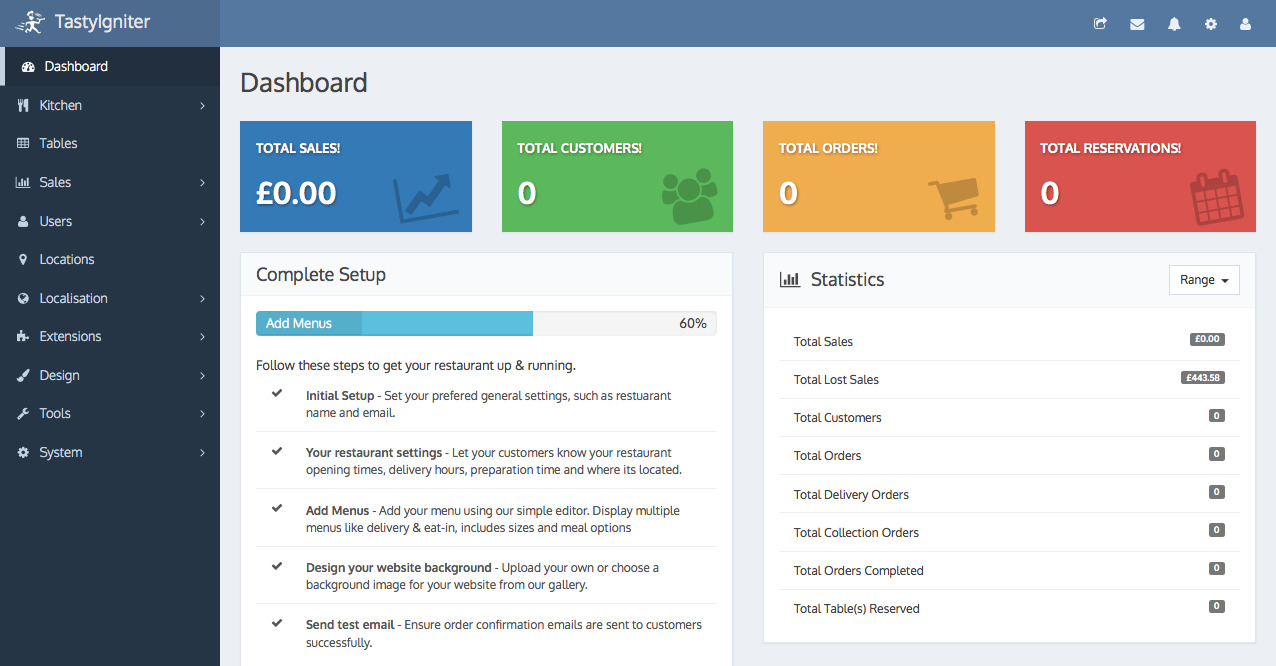 TastyIgniter
Dashboard
Kitchen
Tables
Sales
Users
Locations
Localisation
Extensions
Design
Tools
System
Dashboard
TOTAL SALES!
£0.00
TOTAL CUSTOMERS!
0
TOTAL ORDERS!
0
TOTAL RESERVATIONS!
0
Complete Setup
Add Menus 60%
Follow these steps to get your restaurant up & running.
Initial Setup - Set your prefered general settings, such as restuarant
name and email.
Your restaurant settings - Let your customers know your restaurant
opening times, delivery hours, preparation time and where its located.
Add Menus - Add your menu using our simple editor. Display multiple
menus like delivery & eat-in, includes sizes and meal options
Design your website background - Upload your own or choose a
background image for your website from our gallery.
Send test email - Ensure order confirmation emails are sent to customers
successfully.
Statistics
Range
Total Sales £0.00
Total Lost Sales £443.58
Total Customers 0
Total Orders 0
Total Delivery Orders 0
Total Collection Orders 0
Total Orders Completed 0
Total Table(s) Reserved 0